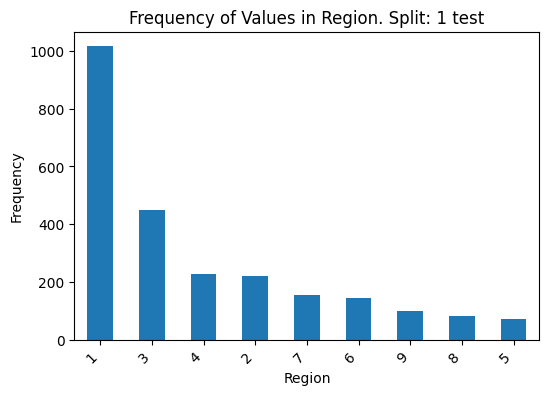 Frequency of Values in Region. Split: 1 test
1000
800
600
400
200
0
Frequency
1 3 4 2 7 6 9 8 5
Region